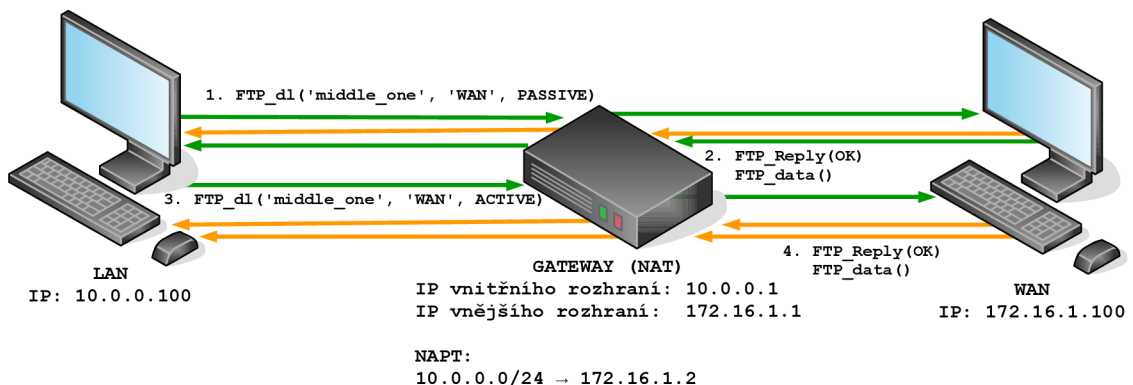 1. FTP_dl('middle_one', 'WAN', PASSIVE)
2. FTP_Reply(OK)
FTP_data()
3. FTP_dl('middle_one', 'WAN', ACTIVE)
4. FTP_Reply(OK)
FTP_data()
LAN
IP: 10.0.0.100
GATEWAY (NAT)
IP vnitřního rozhraní: 10.0.0.1
IP vnějšího rozhraní: 172.16.1.1
WAN
IP: 172.16.1.100
NAPT:
10.0.0.0/24 → 172.16.1.2